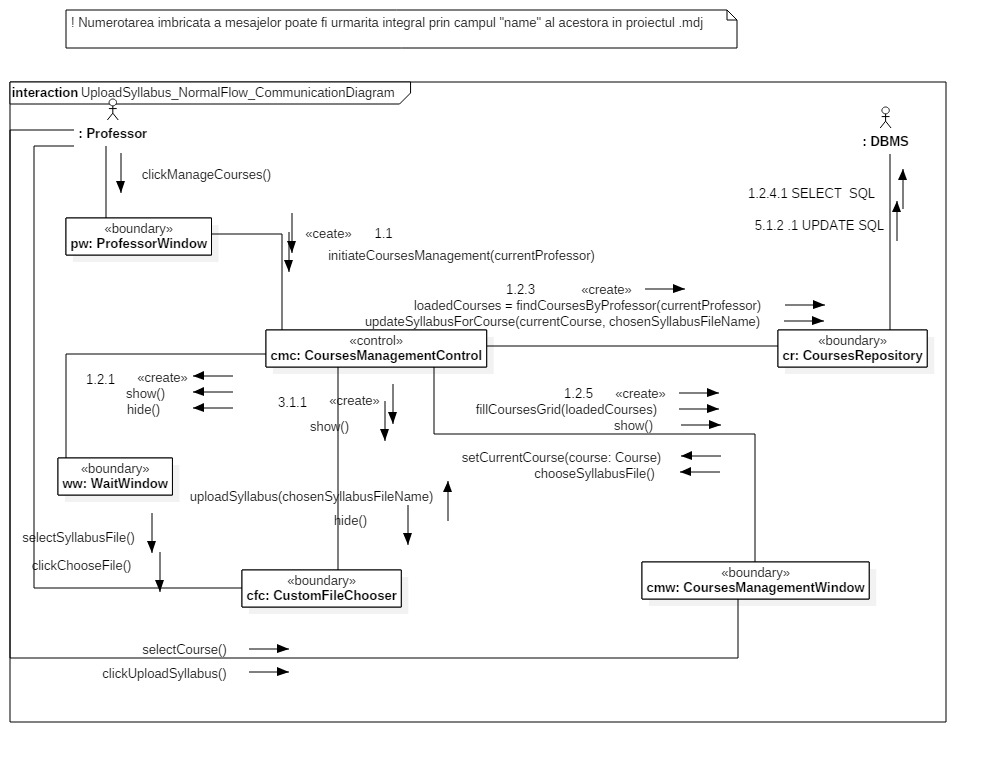 ! Numerotarea imbricata a mesajelor poate fi urmarita integral prin campul "name" al acestora in proiectul .mdj
interaction UploadSyllabus_NormalFlow_CommunicationDiagram
: Professor
: DBMS
clickManageCourses()
1.2.4.1 SELECT SQL
5.1.2 .1 UPDATE SQL
«boundary»
pw: ProfessorWindow
«ceate» 1.1
initiateCoursesManagement(currentProfessor)
1.2.3 «create»
loadedCourses = findCoursesByProfessor(currentProfessor)
updateSyllabusForCourse(currentCourse, chosenSyllabusFileName)
«control»
cmc: CoursesManagementControl
«boundary»
cr: CoursesRepository
1.2.1 «create»
show()
hide()
3.1.1 «create»
show()
1.2.5 «create»
fillCoursesGrid(loadedCourses)
show()
setCurrentCourse(course: Course)
chooseSyllabusFile()
«boundary»
ww: WaitWindow
uploadSyllabus(chosenSyllabusFileName)
hide()
selectSyllabusFile()
clickChooseFile()
«boundary»
cfc: CustomFileChooser
«boundary»
cmw: CoursesManagementWindow
selectCourse()
clickUploadSyllabus()